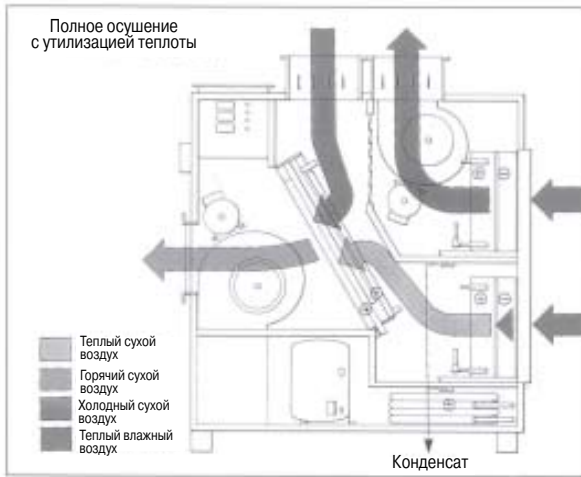 Полное осушение
с утилизацией теплоты
Теплый сухой
воздух
Горячий сухой
воздух
Холодный сухой
воздух
Теплый влажный
воздух
Конденсат